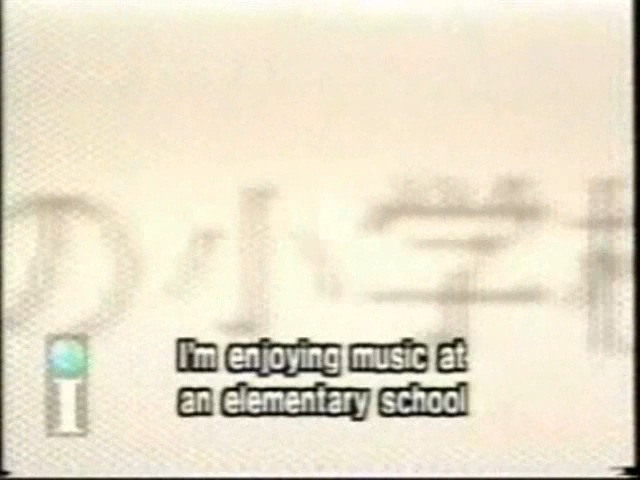 の小学
I'm enjoying music at
an elementary school
i